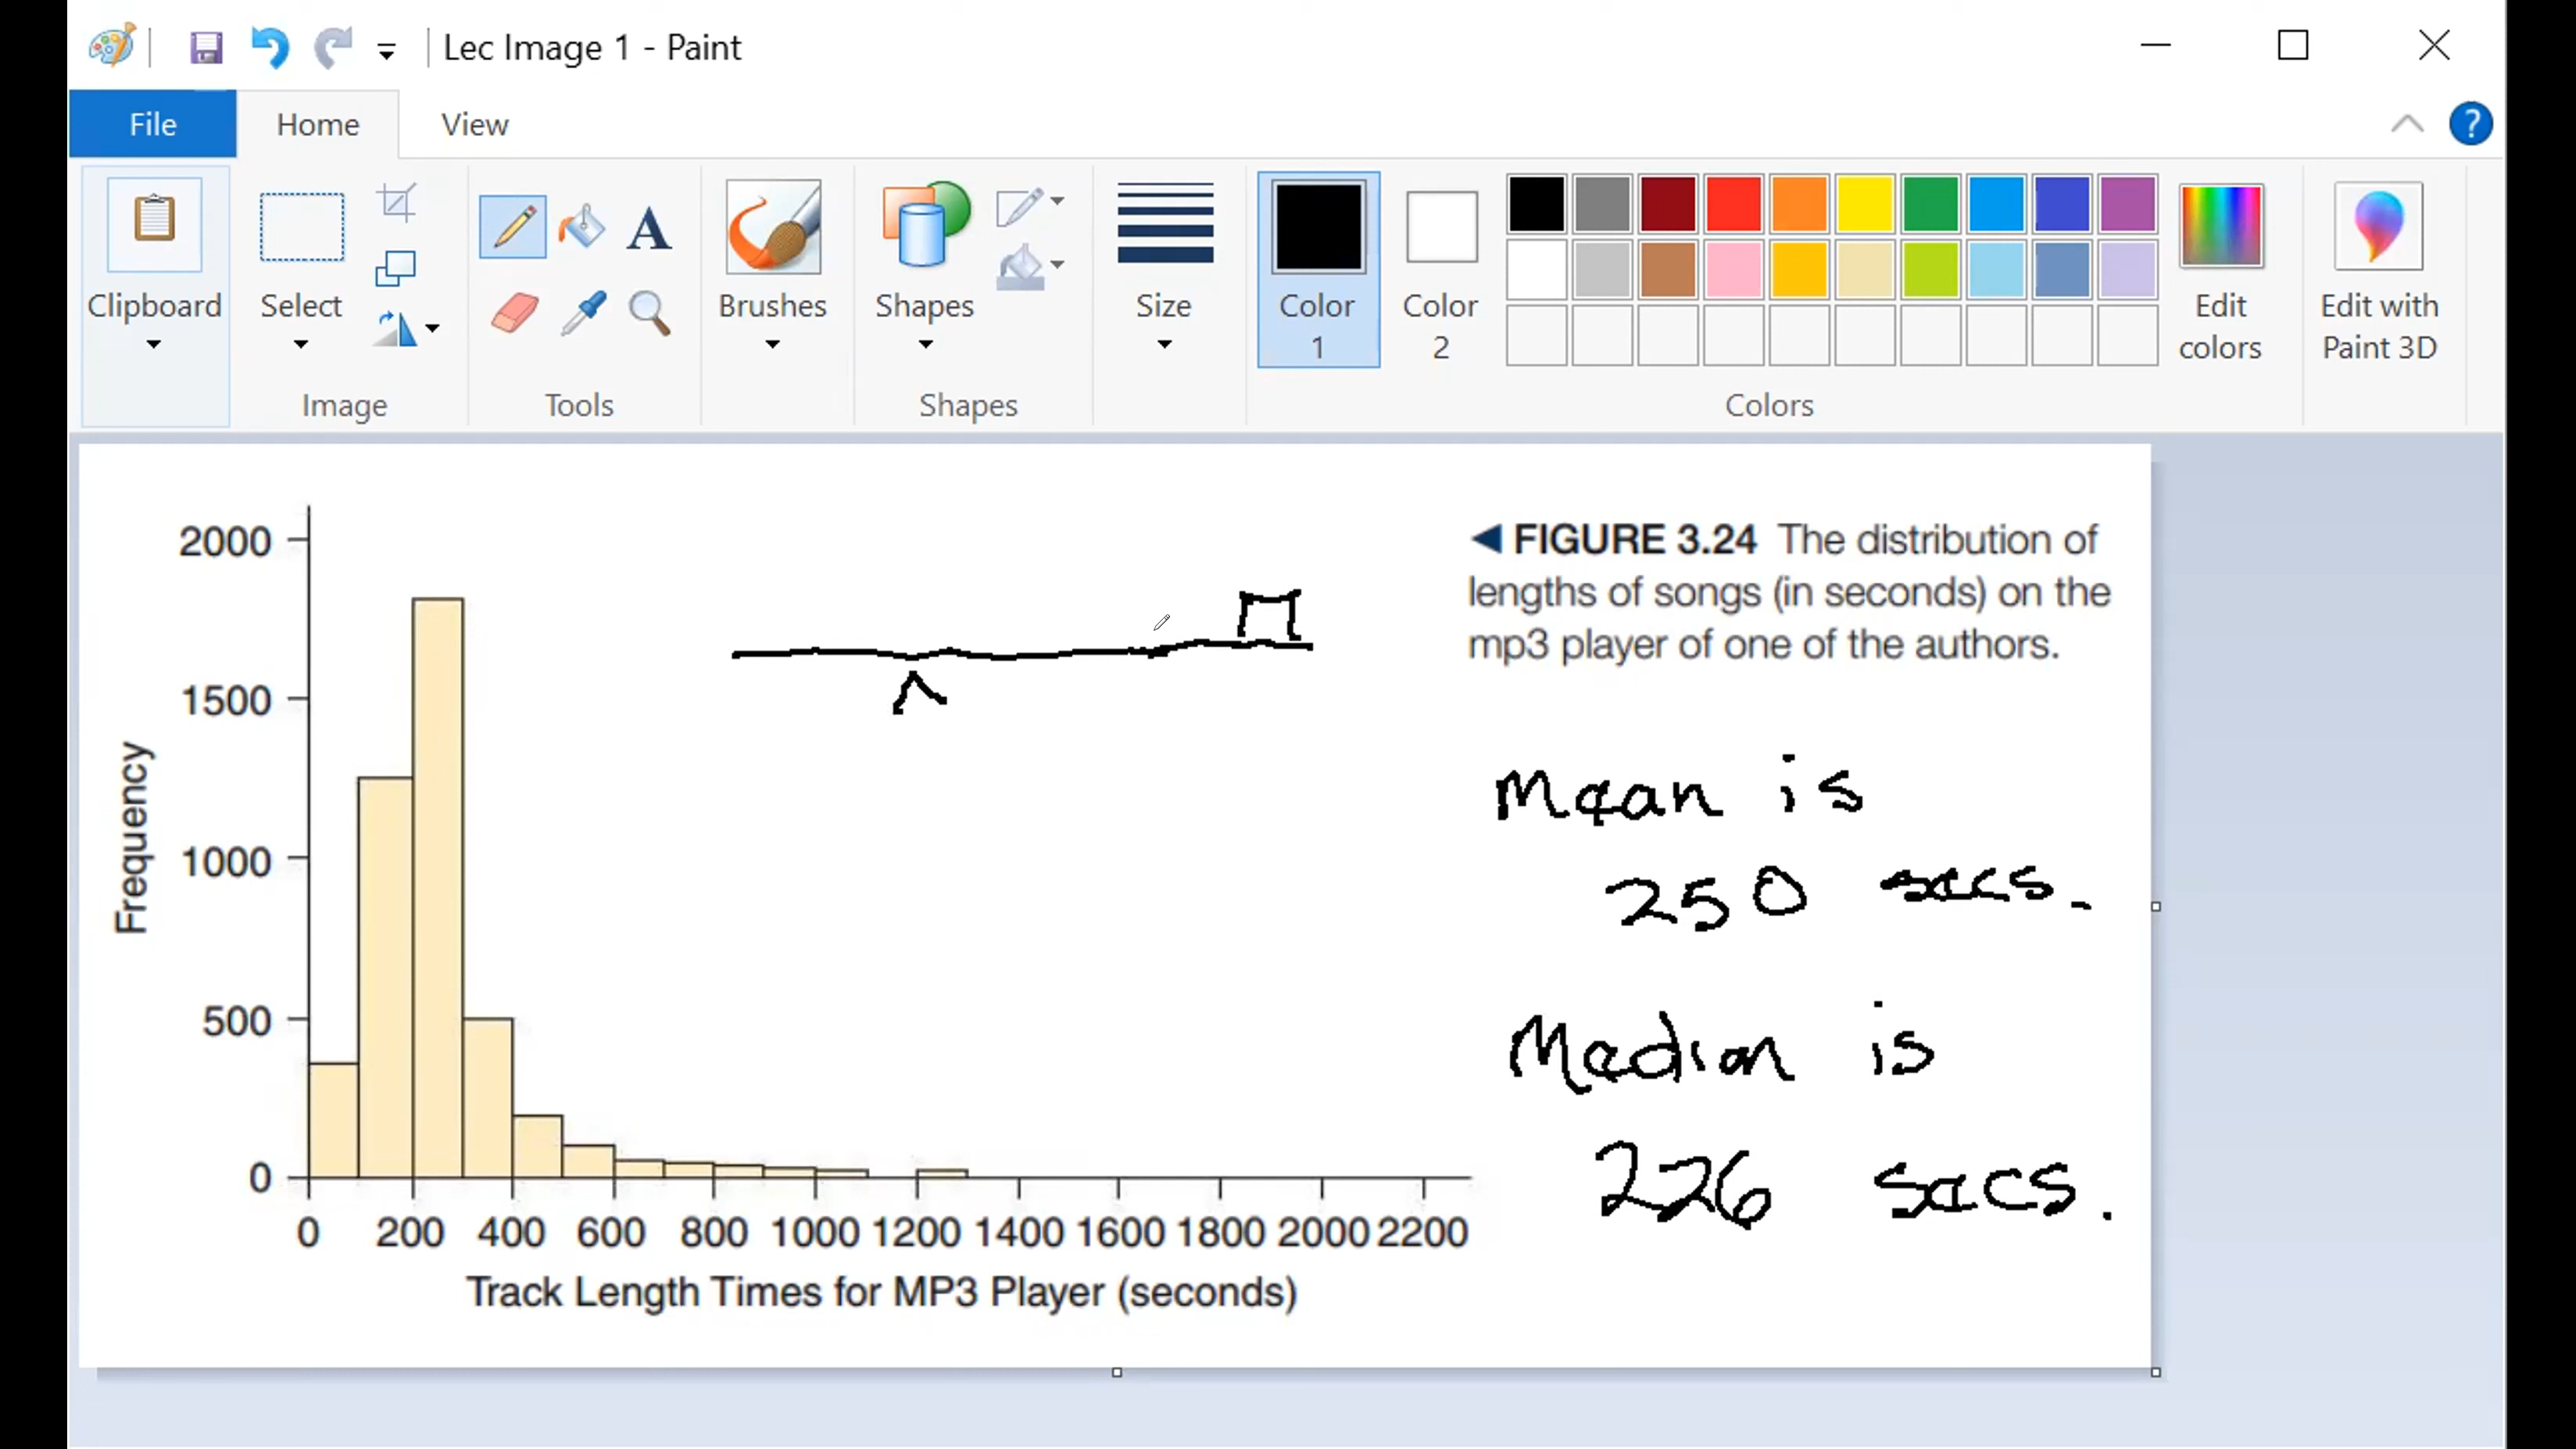 Lec Image 1 - Paint
File Home View
?
Clipboard
Select
Image
A
Tools
Brushes
Shapes
Shapes
Size
Color
1
Color
2
Colors
Edit
colors
Edit with
Paint 3D
2000
1500
1000
500
0
Frequency
0 200 400 600 800 1000 1200 1400 1600 1800 2000 2200
Track Length Times for MP3 Player (seconds)
◀ FIGURE 3.24 The distribution of
lengths of songs (in seconds) on the
mp3 player of one of the authors.
Mean is
250 secs.
Median is
226 secs.